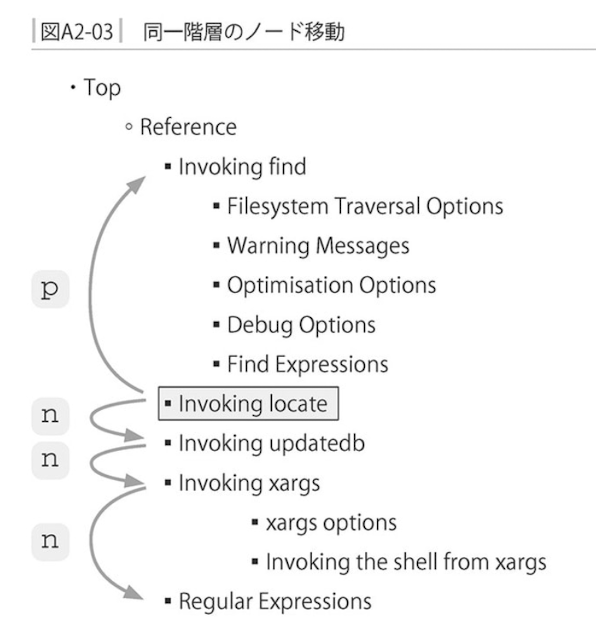 図A2-03 同一階層のノード移動
・Top
◦ Reference
▪ Invoking find
▪ Filesystem Traversal Options
▪ Warning Messages
p
▪ Optimisation Options
▪ Debug Options
▪ Find Expressions
▪ Invoking locate
n
▪ Invoking updatedb
n
▪ Invoking xargs
▪ xargs options
n
▪ Invoking the shell from xargs
▪ Regular Expressions